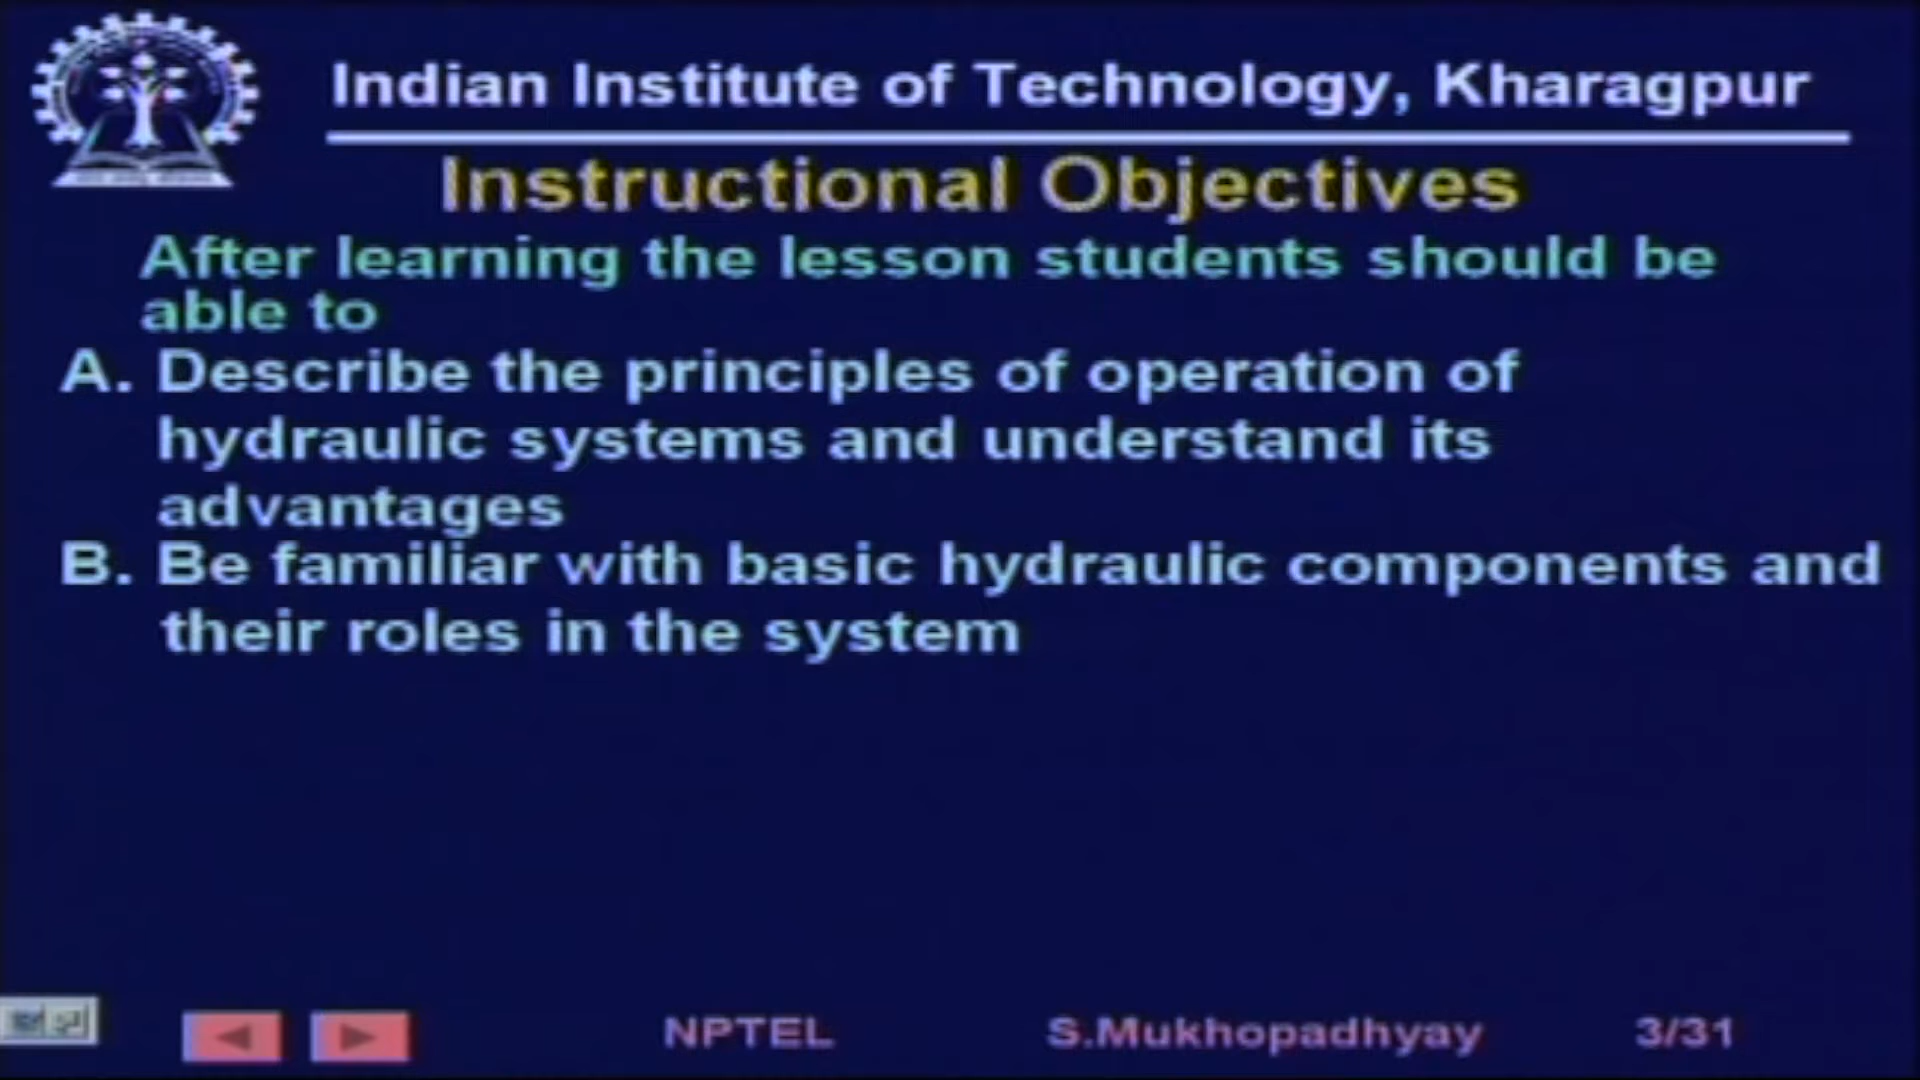 Indian Institute of Technology, Kharagpur
Instructional Objectives
After learning the lesson students should be
able to
A. Describe the principles of operation of
hydraulic systems and understand its
advantages
B. Be familiar with basic hydraulic components and
their roles in the system
NPTEL S.Mukhopadhyay 3/31